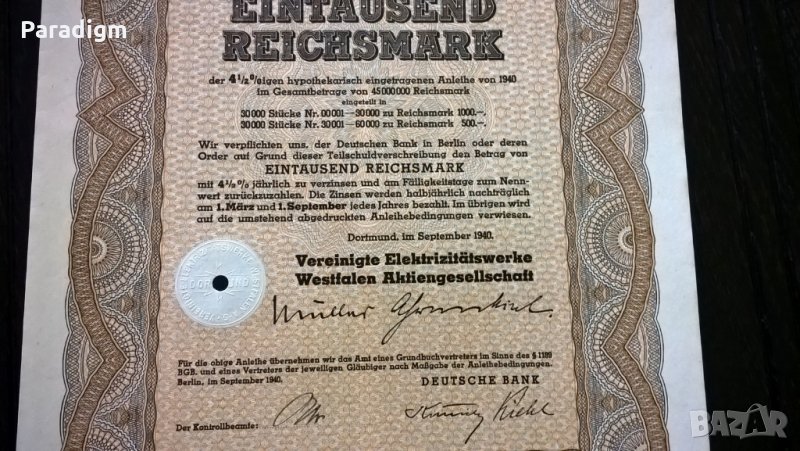 EINTAUSEND
Paradigm
REICHSMARK
der 4½%igen hypothekarisch eingetragenen Anleihe von 1940
im Gesamtbetrage von 45000000 Reichsmark
eingeteilt in
30000 Stücke Nr. 00001—30000 zu Reichsmark 1000.—,
30000 Stücke Nr. 30001—60000 zu Reichsmark 500.—.
Wir verpflichten uns, der Deutschen Bank in Berlin oder deren
Order auf Grund dieser Teilschuldverschreibung den Betrag von
EINTAUSEND REICHSMARK
mit 4½% jährlich zu verzinsen und am Fälligkeitstage zum Nenn-
wert zurückzuzahlen. Die Zinsen werden halbjährlich nachträglich
am 1. März und 1. September jedes Jahres bezahlt. Im übrigen wird
auf die umstehend abgedruckten Anleihebedingungen verwiesen.
Dortmund, im September 1940.
Vereinigte Elektrizitätswerke
Westfalen Aktiengesellschaft
DORTMUND
Müller
Für die obige Anleihe übernehmen wir das Amt eines Grundbuchvertreters im Sinne des § 1189
BGB. und eines Vertreters der jeweiligen Gläubiger nach Maßgabe der Anleihebedingungen.
Berlin, im September 1940.
DEUTSCHE BANK
Der Kontrollbeamte:
BAZAR